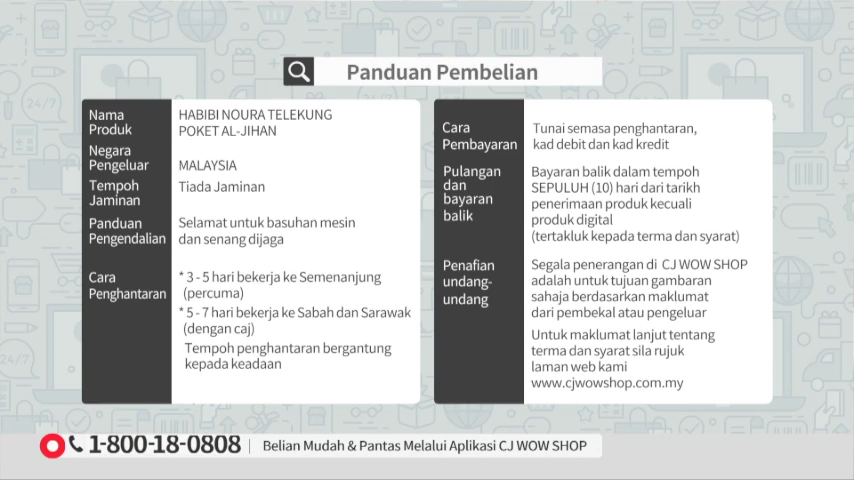 Panduan Pembelian
Nama
Produk
HABIBI NOURA TELEKUNG
POKET AL-JIHAN
Negara
Pengeluar
MALAYSIA
Tempoh
Jaminan
Tiada Jaminan
Panduan
Pengendalian
Selamat untuk basuhan mesin
dan senang dijaga
Cara
Penghantaran
* 3 - 5 hari bekerja ke Semenanjung
(percuma)
* 5 - 7 hari bekerja ke Sabah dan Sarawak
(dengan caj)
Tempoh penghantaran bergantung
kepada keadaan
Cara
Pembayaran
Tunai semasa penghantaran,
kad debit dan kad kredit
Pulangan
dan
bayaran
balik
Bayaran balik dalam tempoh
SEPULUH (10) hari dari tarikh
penerimaan produk kecuali
produk digital
(tertakluk kepada terma dan syarat)
Penafian
undang-
undang
Segala penerangan di CJ WOW SHOP
adalah untuk tujuan gambaran
sahaja berdasarkan maklumat
dari pembekal atau pengeluar
Untuk maklumat lanjut tentang
terma dan syarat sila rujuk
laman web kami
www.cjwowshop.com.my
1-800-18-0808 | Belian Mudah & Pantas Melalui Aplikasi CJ WOW SHOP
24/7
24/7